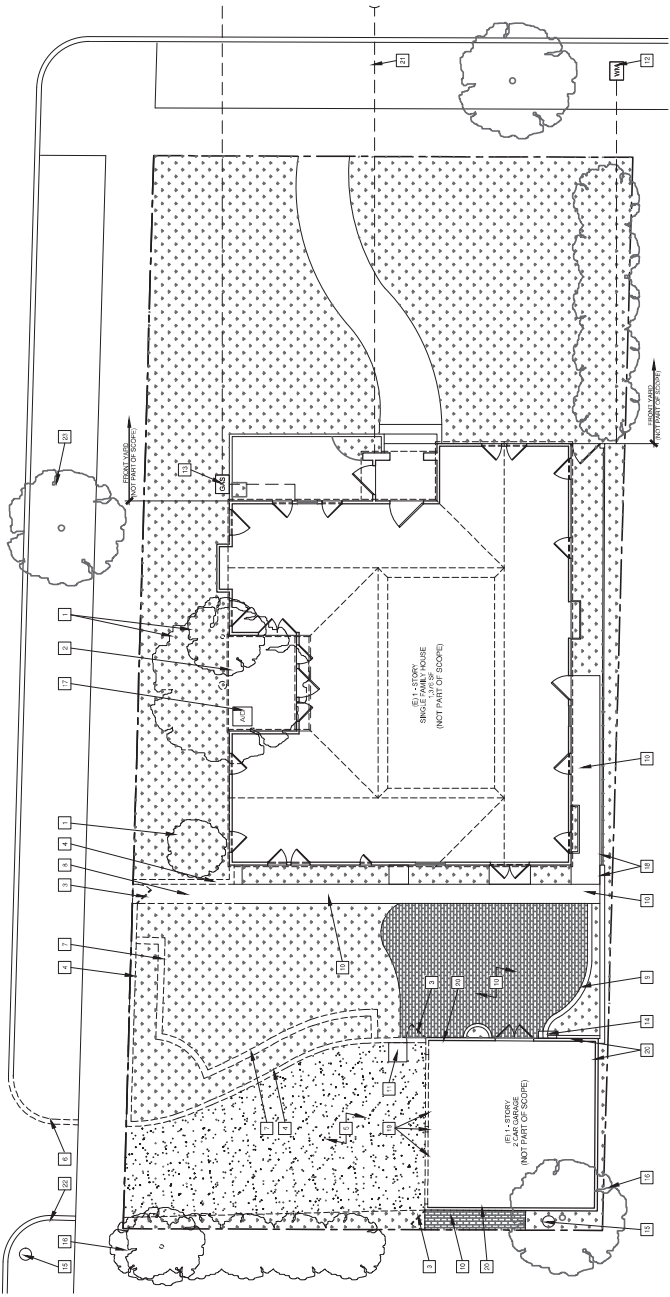 21
12
WM
23
FRONT YARD
(NOT PART OF SCOPE)
FRONT YARD
(NOT PART OF SCOPE)
13
GAS
1
2
17
A/C
(E) 1 - STORY
SINGLE FAMILY HOUSE
SF
(NOT PART OF SCOPE)
10
1
4
8
3
18
7
4
10
10
3
20
10
9
14
20
11
7
4
5
19
(E) 1 - STORY
2 CAR GARAGE
(NOT PART OF SCOPE)
6
22
16
16
15
15
3
10
20